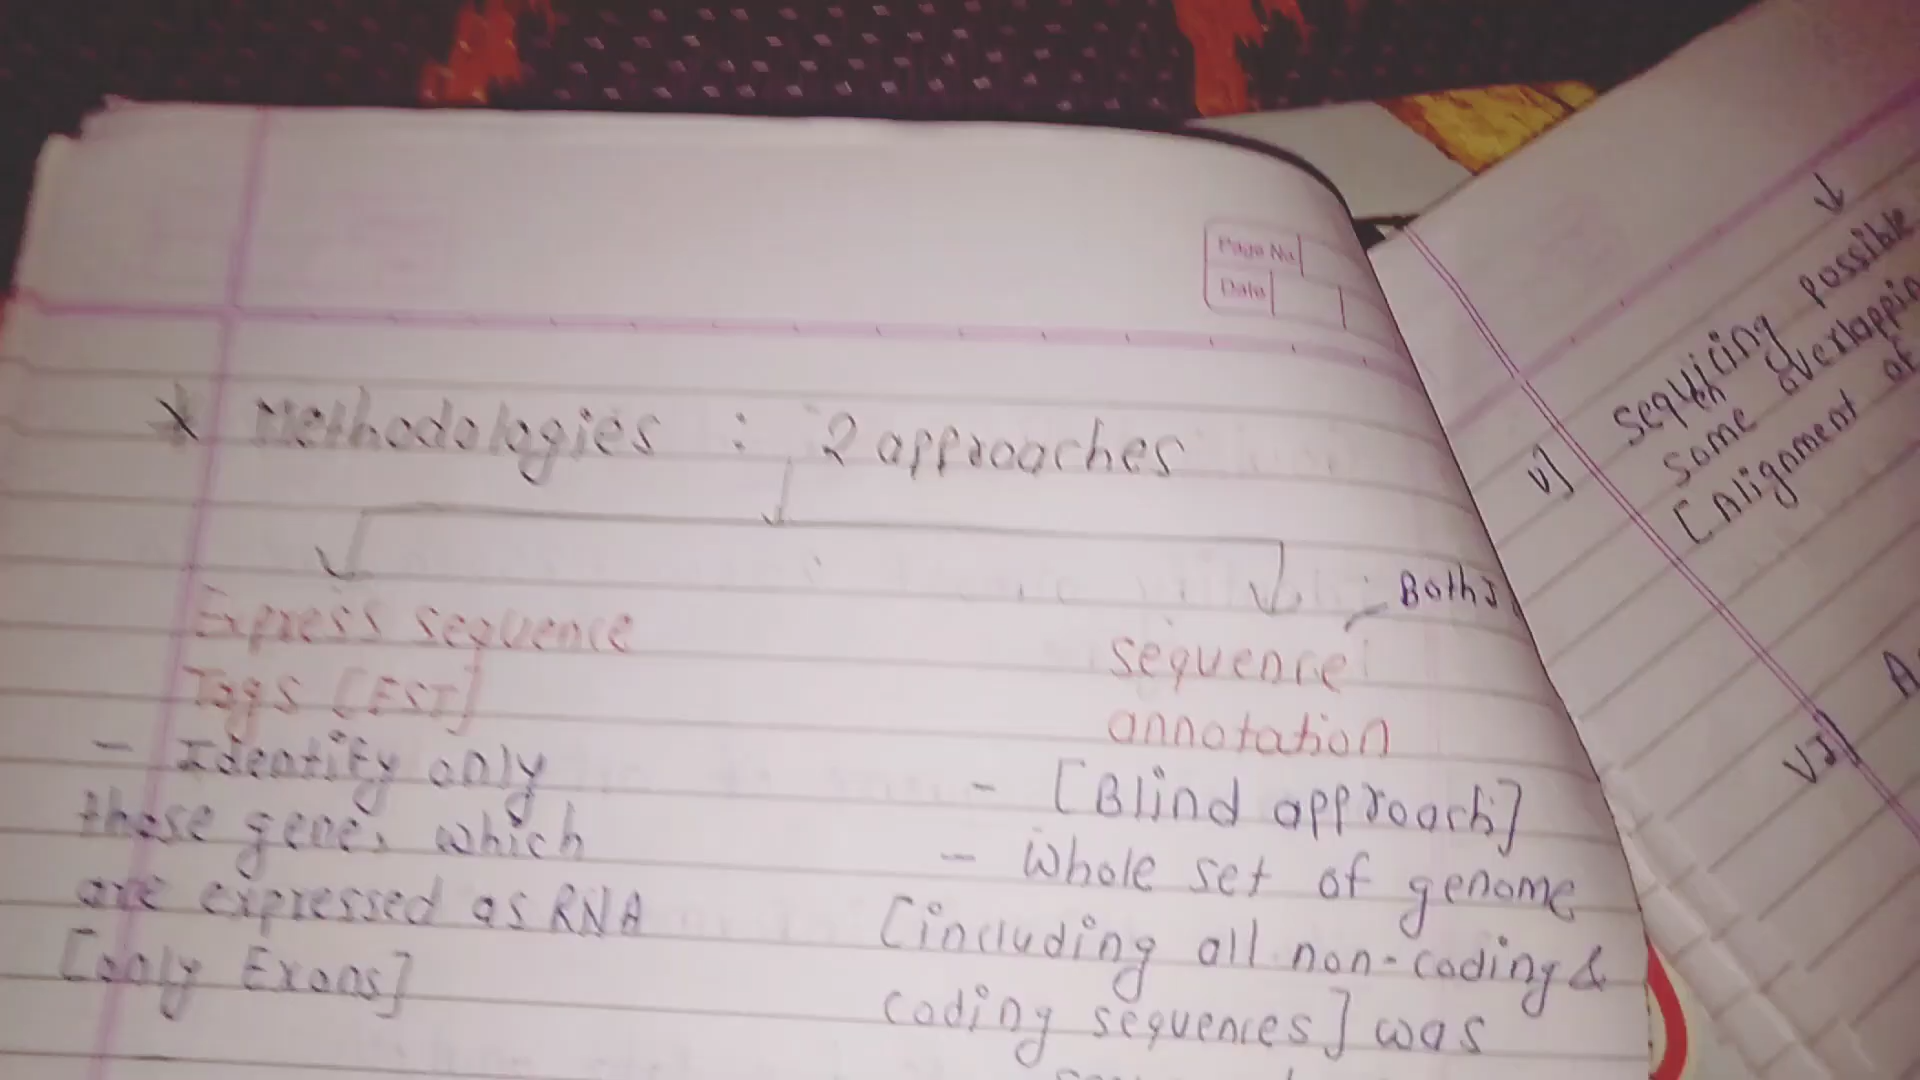 Page No.
Date
* Methodologies : 2 approaches
Express sequence
Tags [EST]
- Identify only
those genes which
are expressed as RNA
[only Exons]
Both
sequence
annotation
- [Blind approach]
- Whole set of genome
[including all non-coding &
coding sequences] was
↓
v] sequencing possible
some overlapping
[Alignment of
VI]